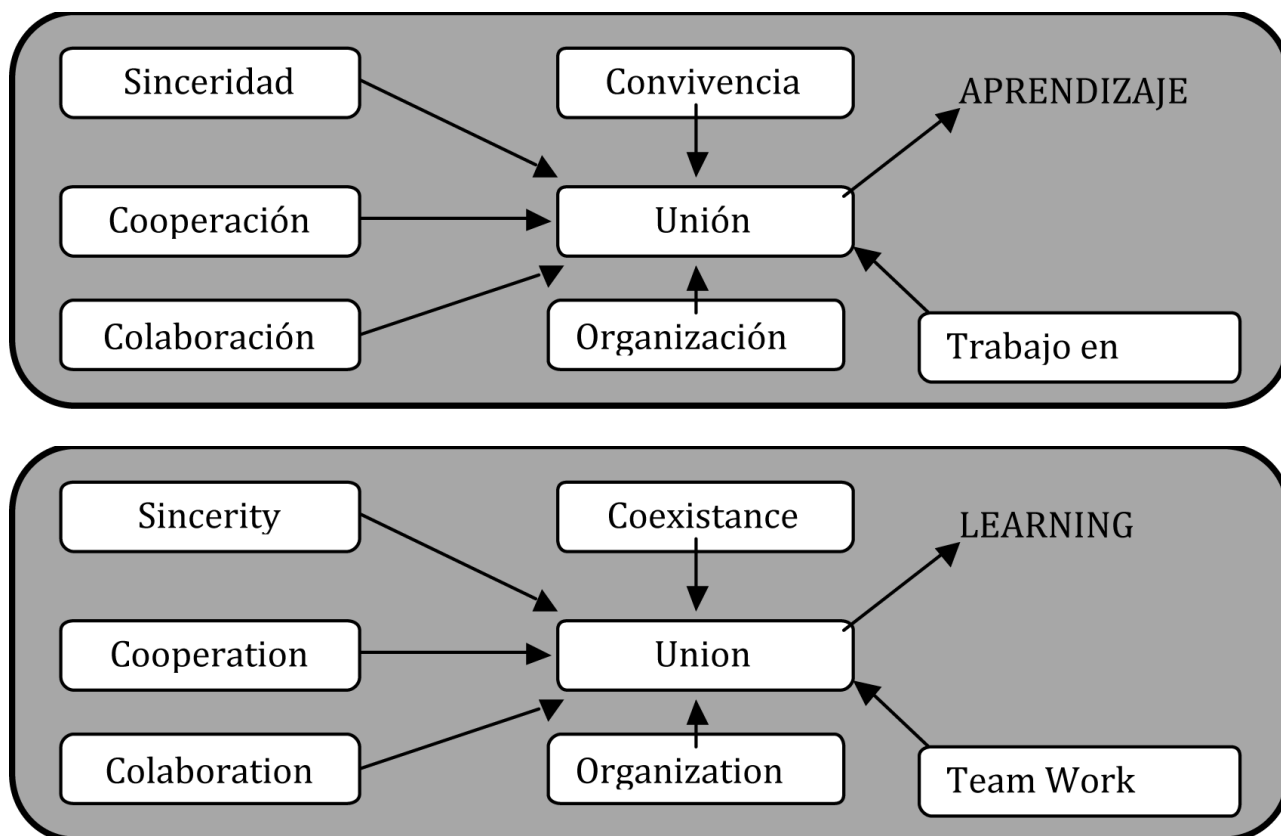 Sinceridad
Convivencia
APRENDIZAJE
Cooperación
Unión
Colaboración
Organización
Trabajo en
Sincerity
Coexistance
LEARNING
Cooperation
Union
Colaboration
Organization
Team Work